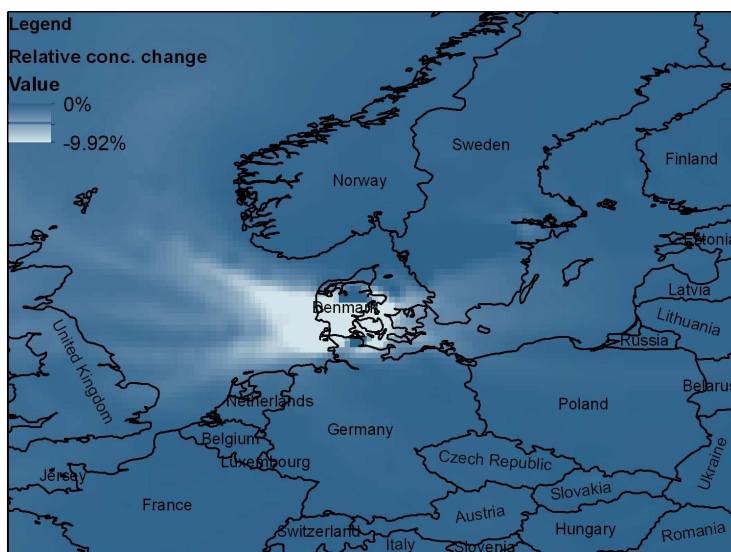 Legend
Relative conc. change
Value
0%
-9.92%
Sweden
Finland
Norway
Estonia
Latvia
Denmark
Lithuania
United Kingdom
Russia
Belarus
Netherlands
Poland
Germany
Belgium
Luxembourg
Czech Republic
Ukraine
Jersey
Slovakia
France
Austria
Switzerland
Hungary
Romania
Italy
Slovenia